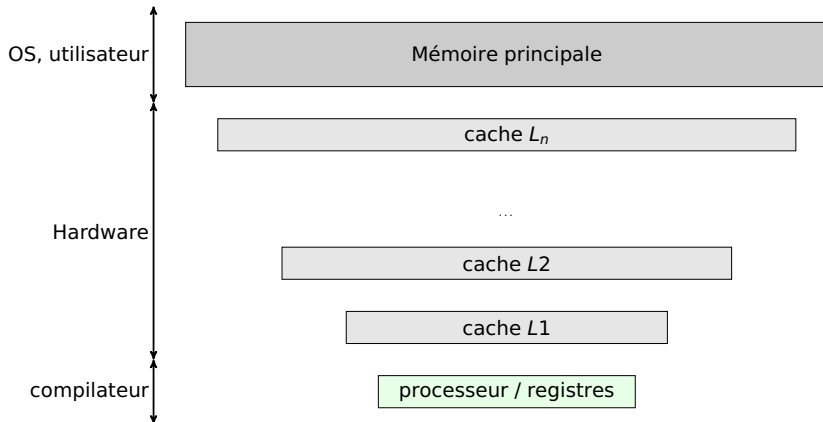 OS, utilisateur
Mémoire principale
cache Ln
...
Hardware
cache L2
cache L1
compilateur
processeur / registres